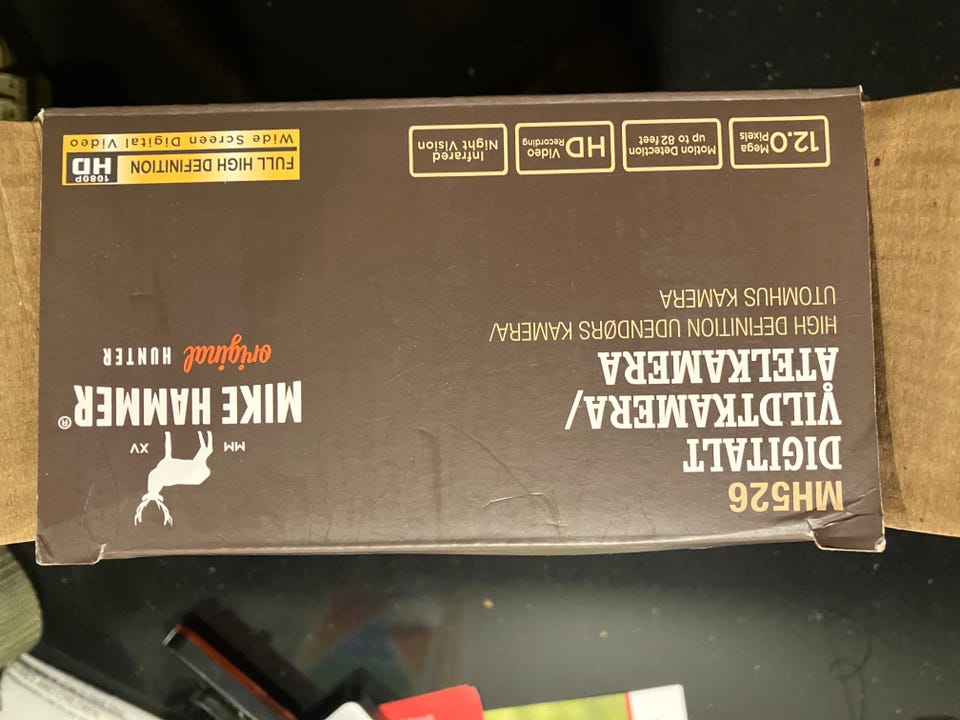 MH526
DIGITALT
VILDTKAMERA/
ÅTELKAMERA
HIGH DEFINITION UDENDØRS KAMERA/
UTOMHUS KAMERA
MM XV
MIKE HAMMER®
original HUNTER
12.0 Mega Pixels
Motion Detection
up to 82 feet
HD Video Recording
Infrared
Night Vision
FULL HIGH DEFINITION 1080P HD
Wide Screen Digital Video